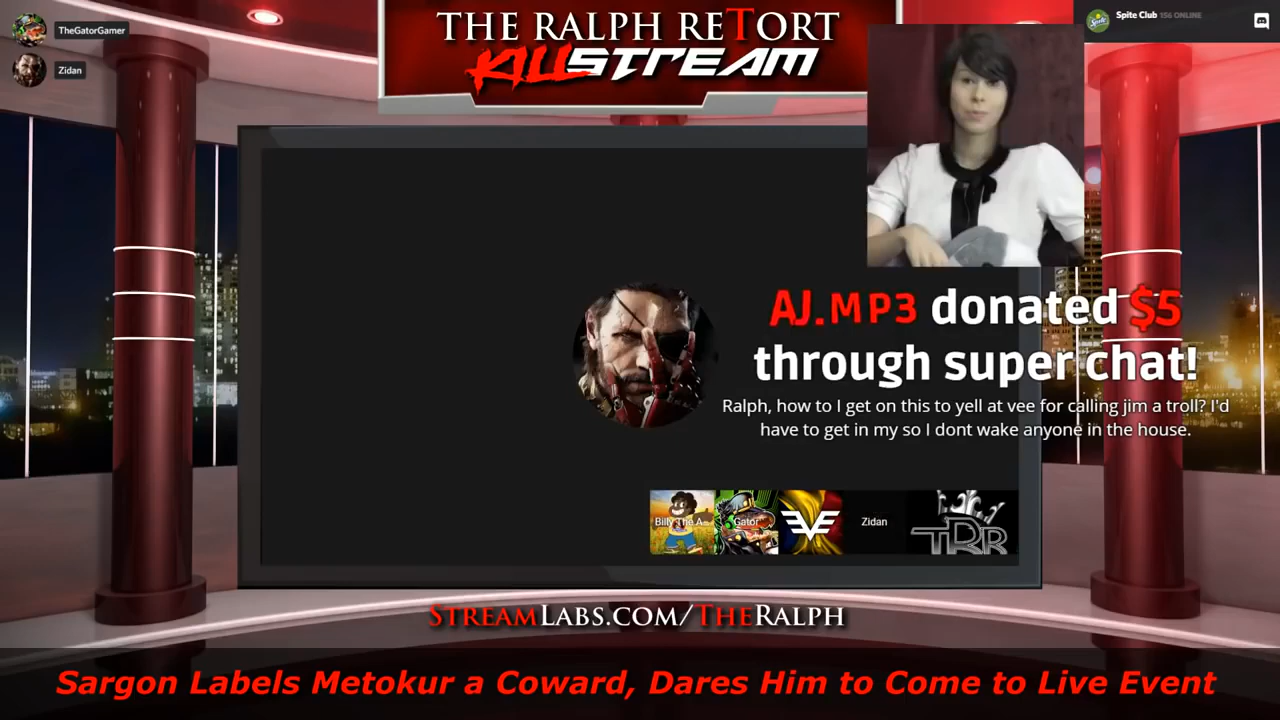 TheGatorGamer
Zidan
THE RALPH RETORT
KILLSTREAM
Spite Club 156 ONLINE
AJ.MP3 donated $5
through super chat!
Ralph, how to I get on this to yell at vee for calling jim a troll? I'd
have to get in my so I dont wake anyone in the house.
Billy The A...
Gator
Zidan
TRR
STREAMLABS.COM/THERALPH
Sargon Labels Metokur a Coward, Dares Him to Come to Live Event